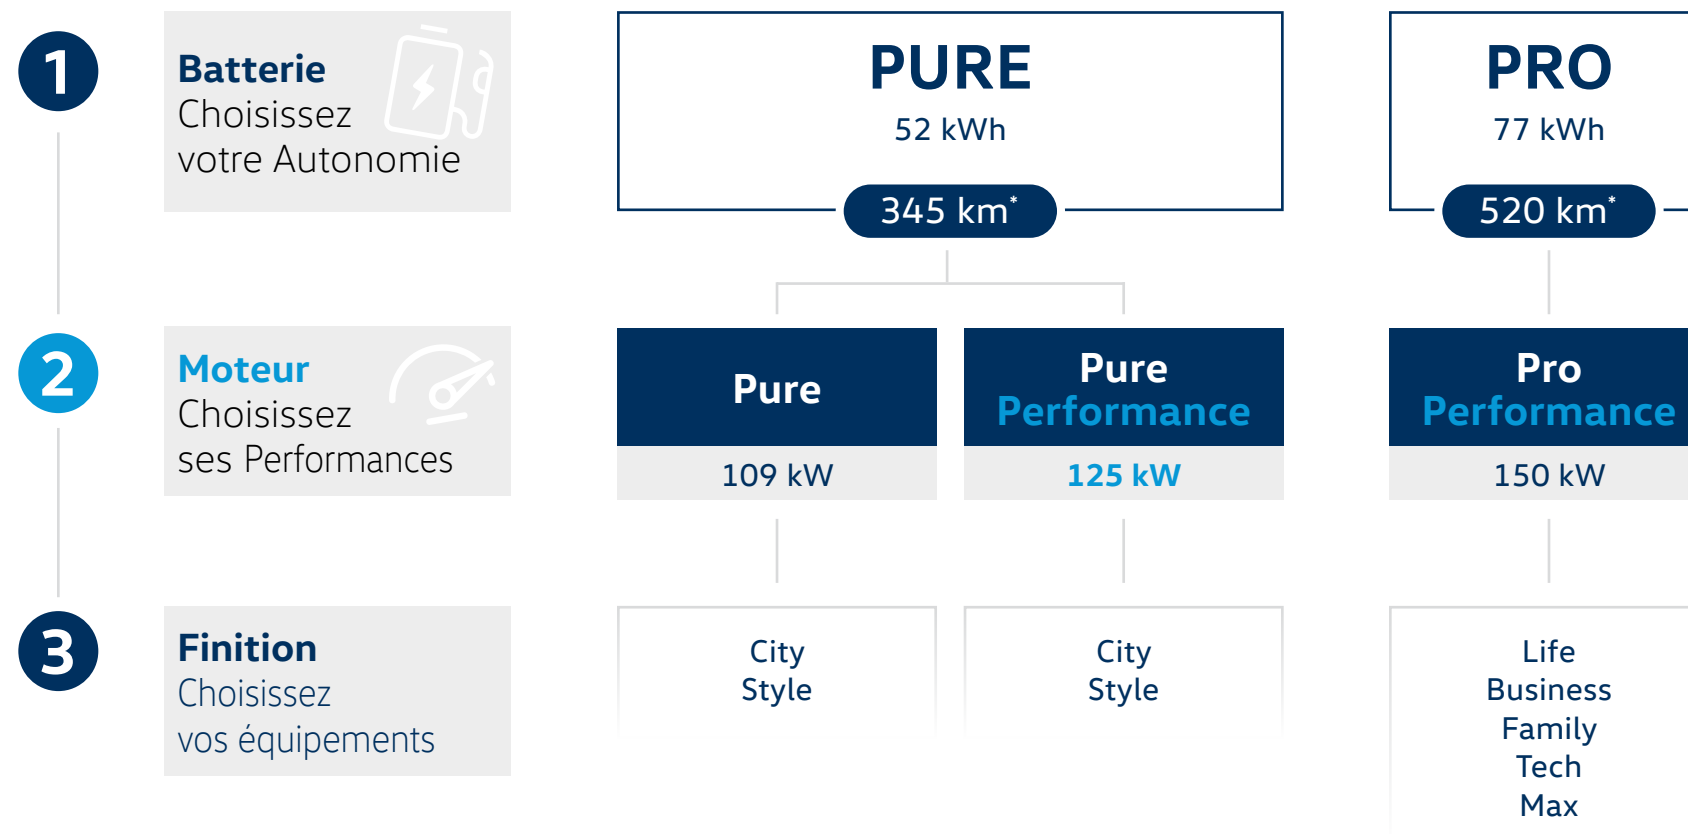 1
Batterie
Choisissez
votre Autonomie
PURE
52 kWh
345 km*
PRO
77 kWh
520 km*
2
Moteur
Choisissez
ses Performances
Pure
109 kW
Pure
Performance
125 kW
Pro
Performance
150 kW
3
Finition
Choisissez
vos équipements
City
Style
City
Style
Life
Business
Family
Tech
Max